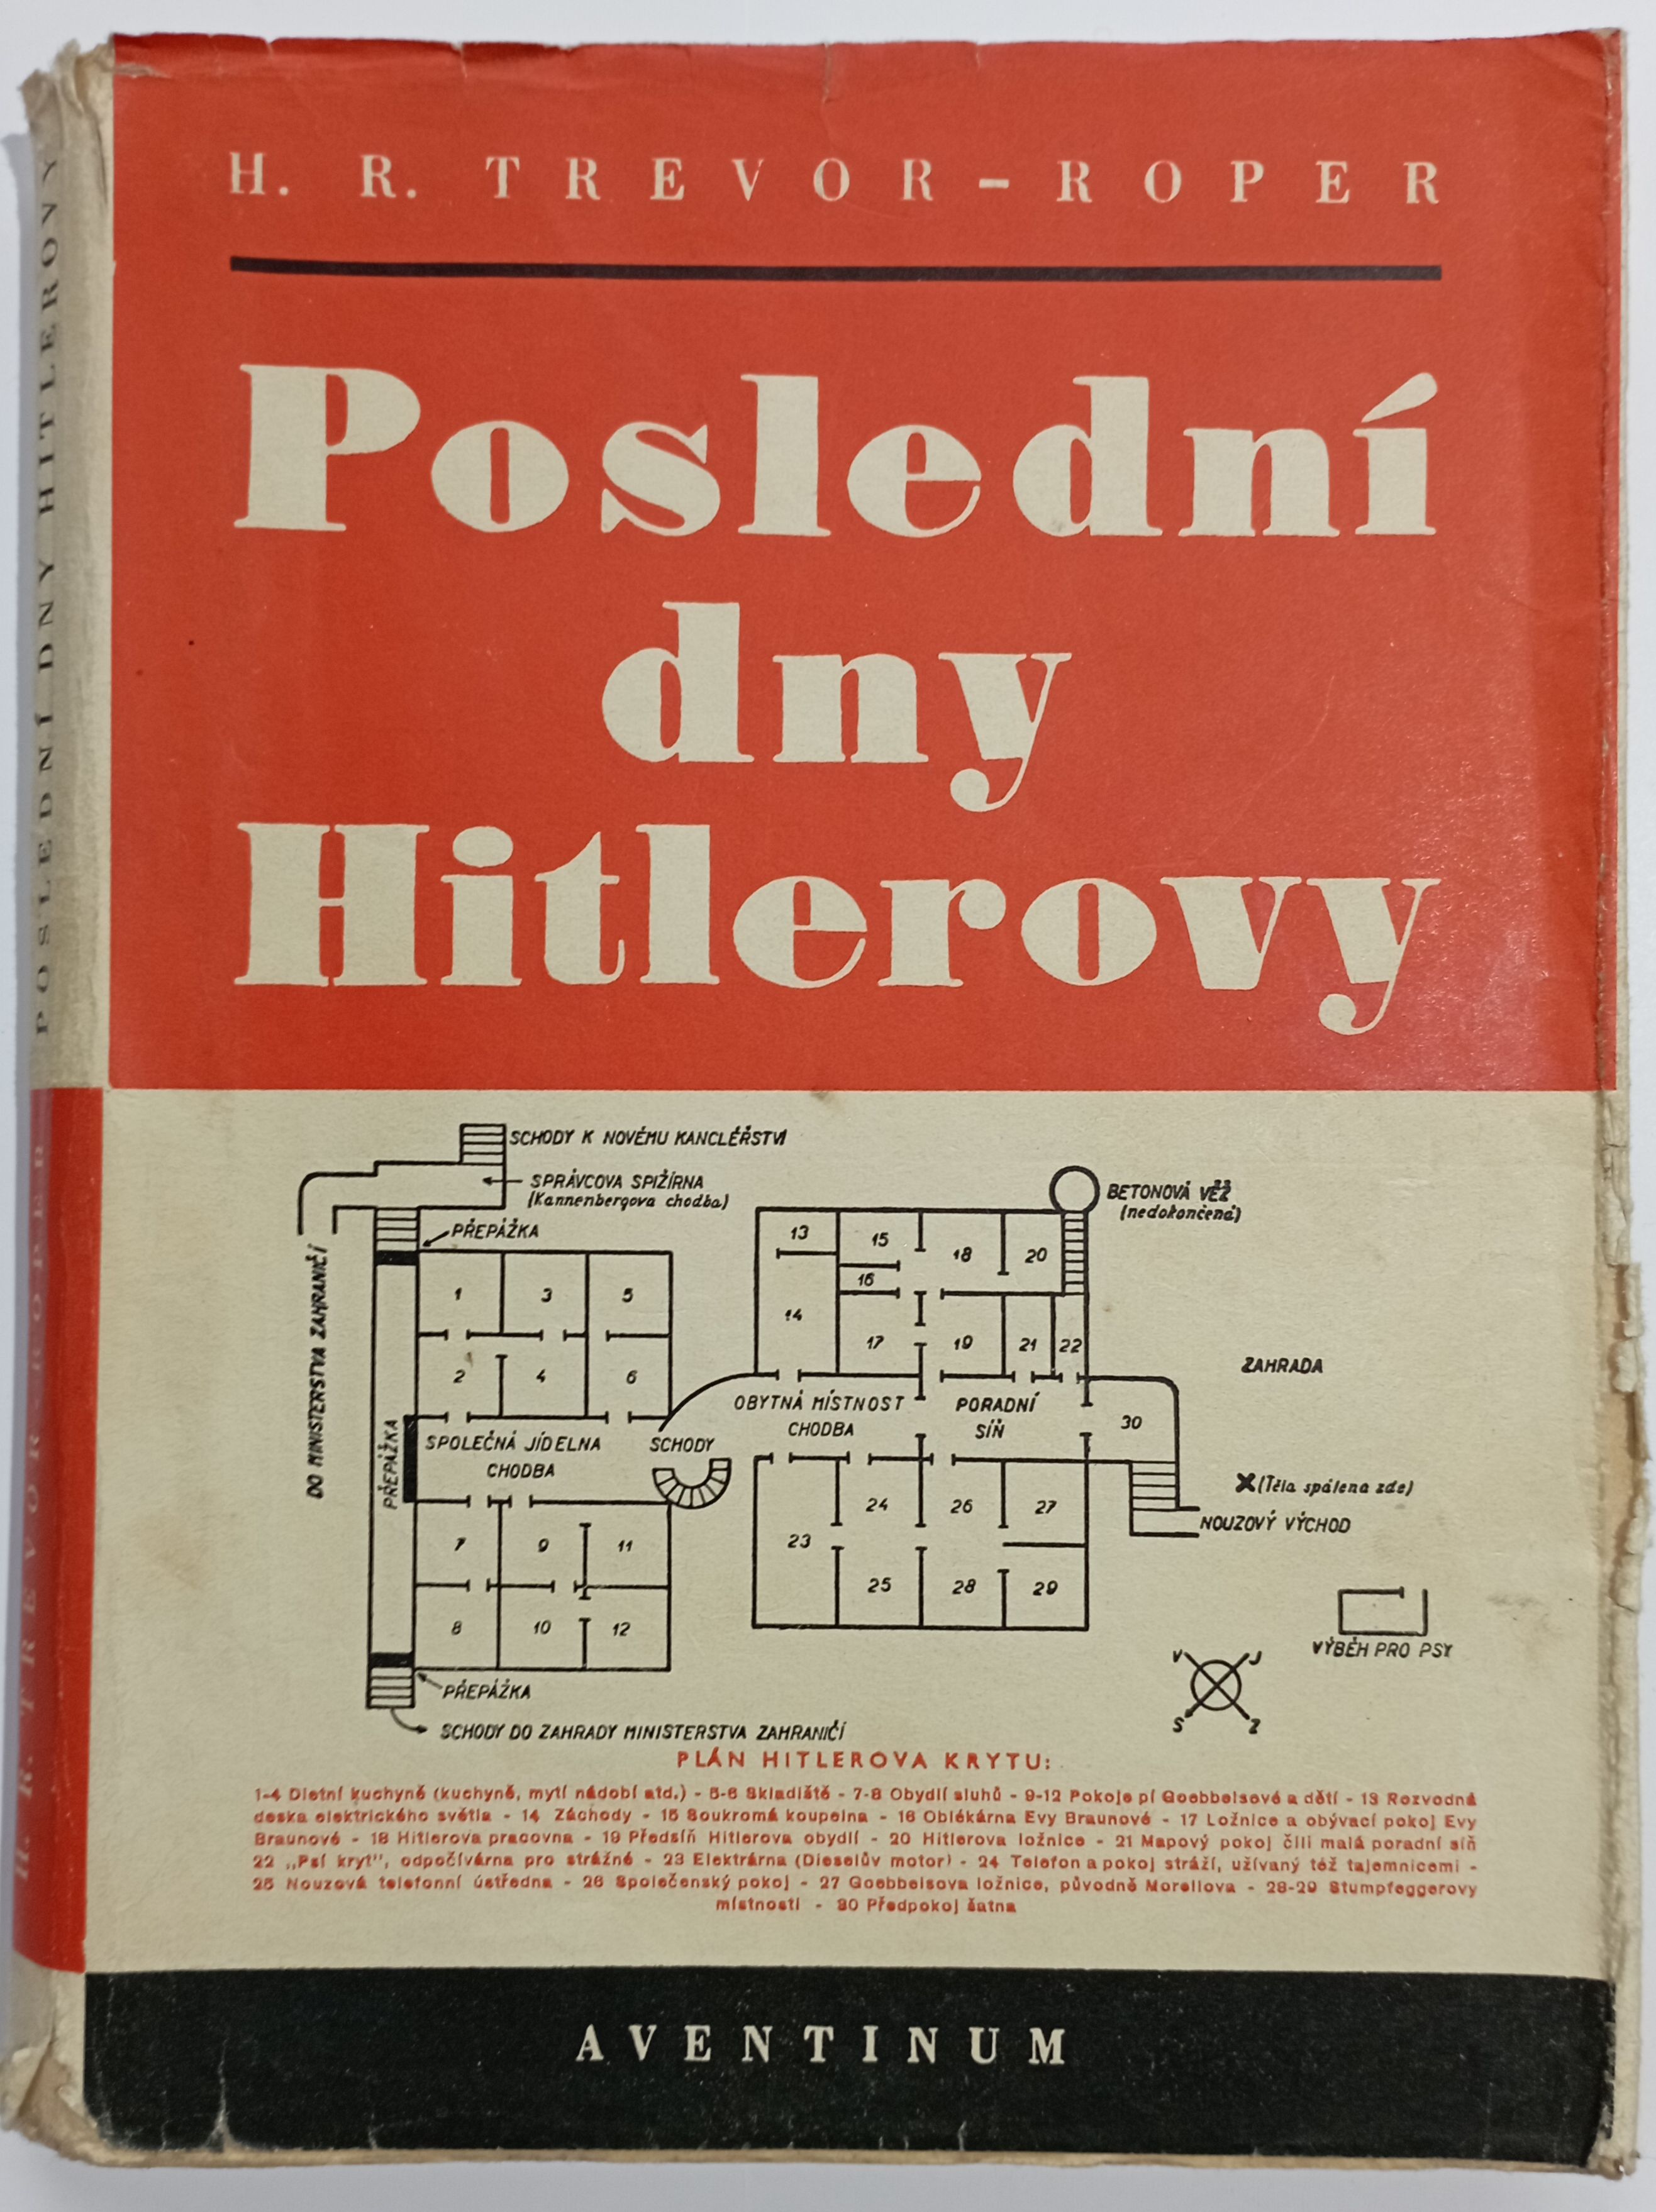 H. R. TREVOR-ROPER
Poslední
dny
Hitlerovy
POSLEDNÍ DNY HITLEROVY
H. R. TREVOR-ROPER
SCHODY K NOVÉMU KANCLÉŘSTVÍ
SPRÁVCOVA SPIŽÍRNA
(Kannenbergova chodba)
PŘEPÁŽKA
DO MINISTERSTVA ZAHRANIČÍ
1
3
5
2
4
6
PŘEPÁŽKA
SPOLEČNÁ JÍDELNA
CHODBA
SCHODY
7
9
11
8
10
12
PŘEPÁŽKA
SCHODY DO ZAHRADY MINISTERSTVA ZAHRANIČÍ
BETONOVÁ VĚŽ
(nedokončená)
13
15
18
20
16
14
17
19
21
22
ZAHRADA
OBYTNÁ MÍSTNOST
CHODBA
PORADNÍ
SÍŇ
30
24
26
27
23
25
28
29
X (Těla spálena zde)
NOUZOVÝ VÝCHOD
VÝBĚH PRO PSY
V J
S Z
PLÁN HITLEROVA KRYTU:
1-4 Dietní kuchyně (kuchyně, mytí nádobí atd.) - 5-6 Skladiště - 7-8 Obydlí sluhů - 9-12 Pokoje pí Goebbelsové a dětí - 13 Rozvodná
deska elektrického světla - 14 Záchody - 15 Soukromá koupelna - 16 Oblékárna Evy Braunové - 17 Ložnice a obývací pokoj Evy
Braunové - 18 Hitlerova pracovna - 19 Předsíň Hitlerova obydlí - 20 Hitlerova ložnice - 21 Mapový pokoj čili malá poradní síň
22 „Psí kryt", odpočívárna pro strážné - 23 Elektrárna (Dieselův motor) - 24 Telefon a pokoj stráží, užívaný též tajemnicemi -
25 Nouzová telefonní ústředna - 26 Společenský pokoj - 27 Goebbelsova ložnice, původně Morellova - 28-29 Stumpfeggerovy
místnosti - 30 Předpokoj šatna
AVENTINUM